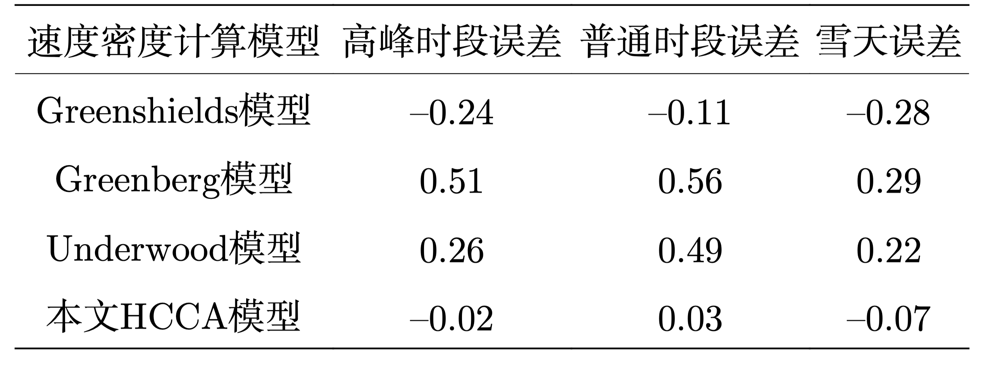 速度密度计算模型 高峰时段误差 普通时段误差 雪天误差
Greenshields模型 –0.24 –0.11 –0.28
Greenberg模型 0.51 0.56 0.29
Underwood模型 0.26 0.49 0.22
本文HCCA模型 –0.02 0.03 –0.07